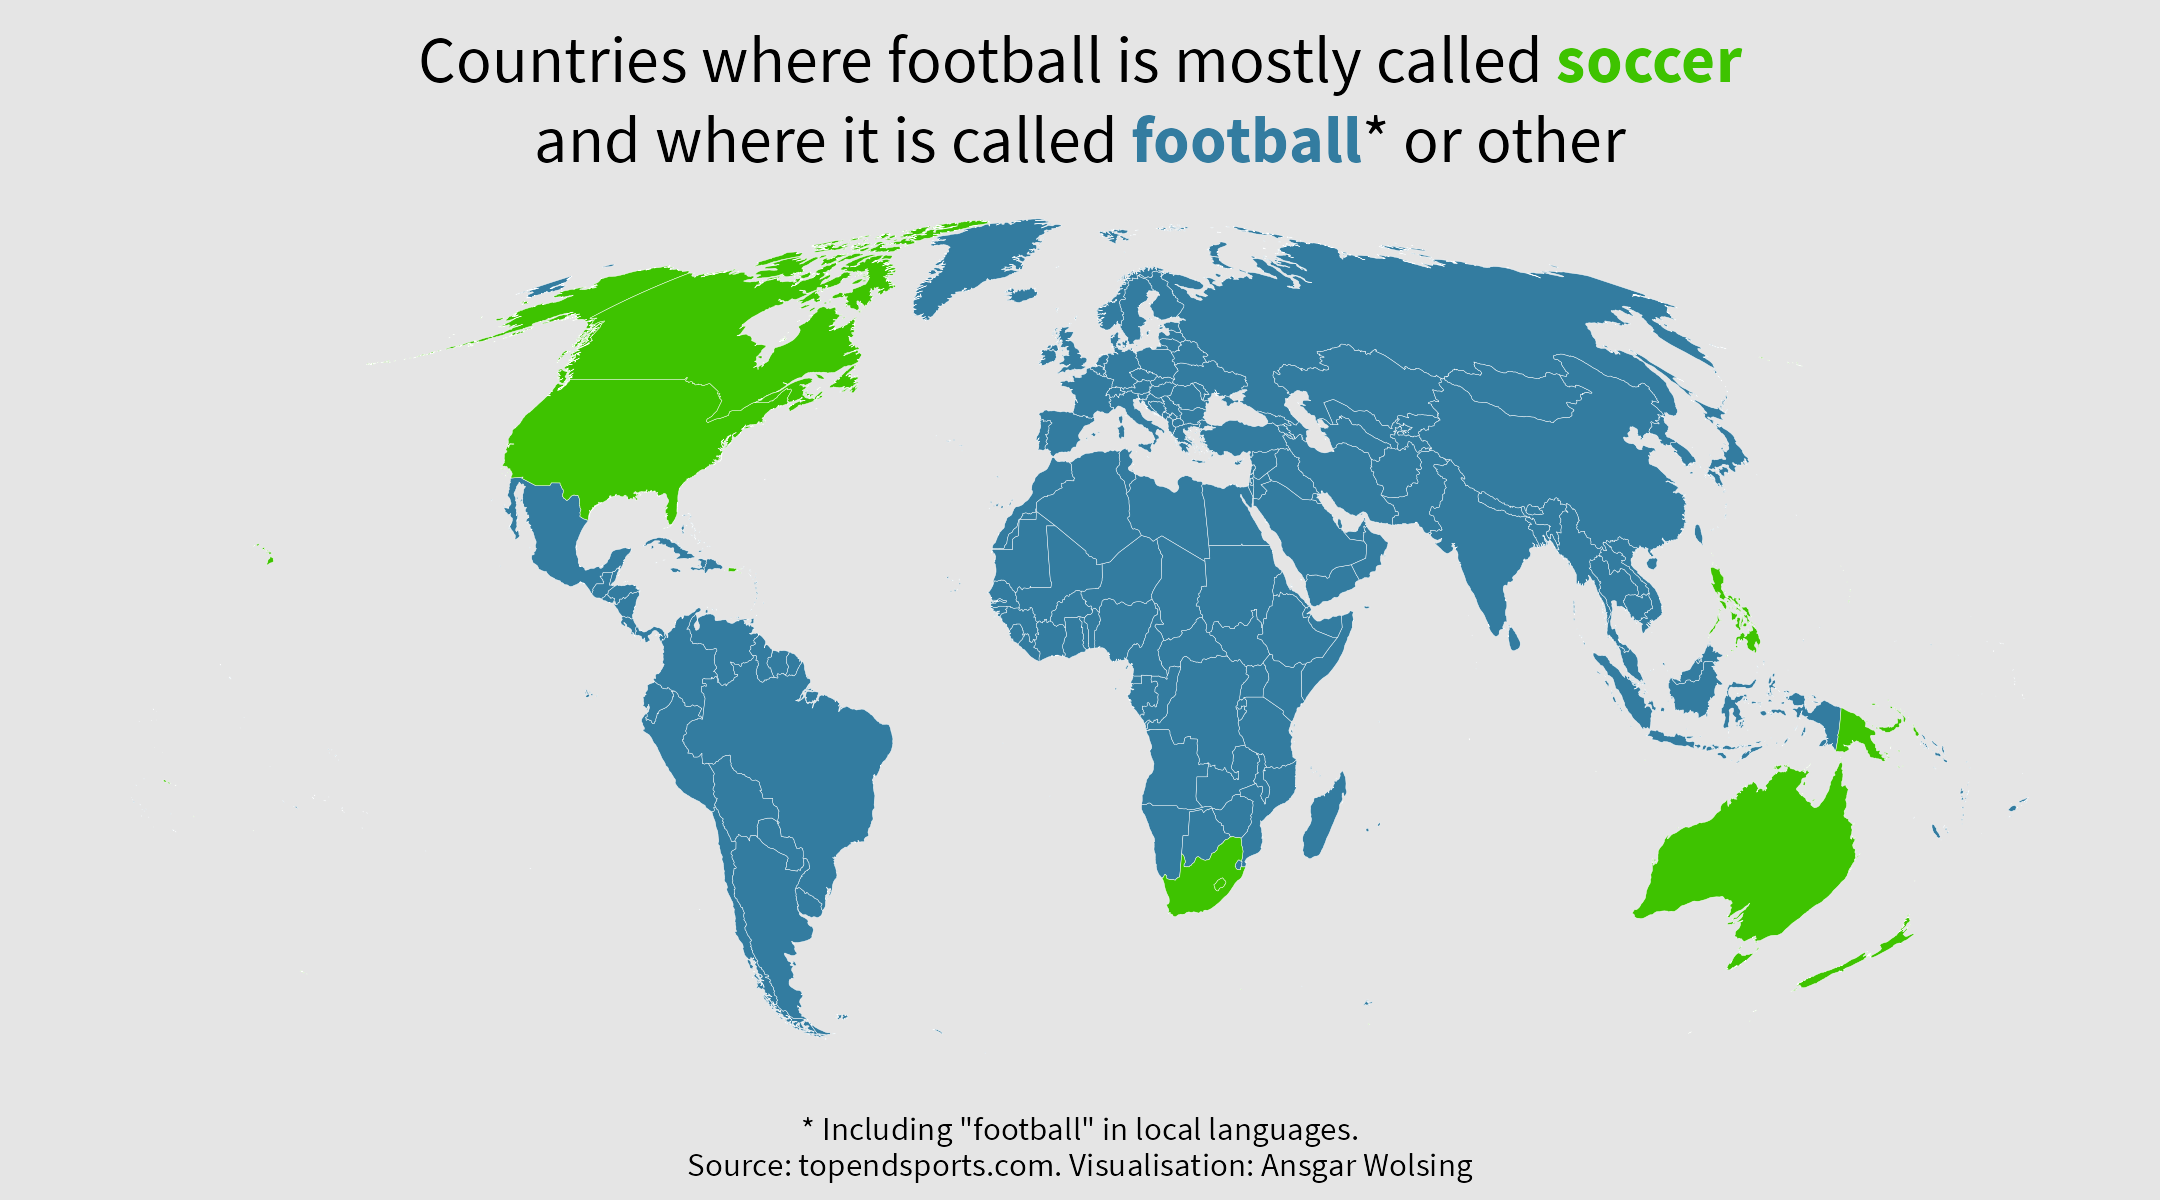 Countries where football is mostly called soccer
and where it is called football* or other
* Including "football" in local languages.
Source: topendsports.com. Visualisation: Ansgar Wolsing